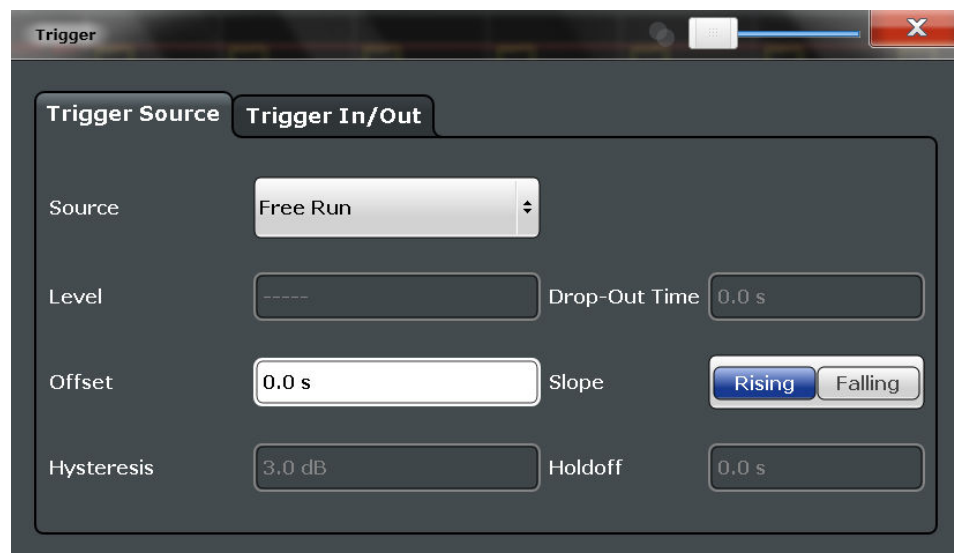 Trigger
X
Trigger Source Trigger In/Out
Source Free Run
Level ----- Drop-Out Time 0.0 s
Offset 0.0 s Slope Rising Falling
Hysteresis 3.0 dB Holdoff 0.0 s